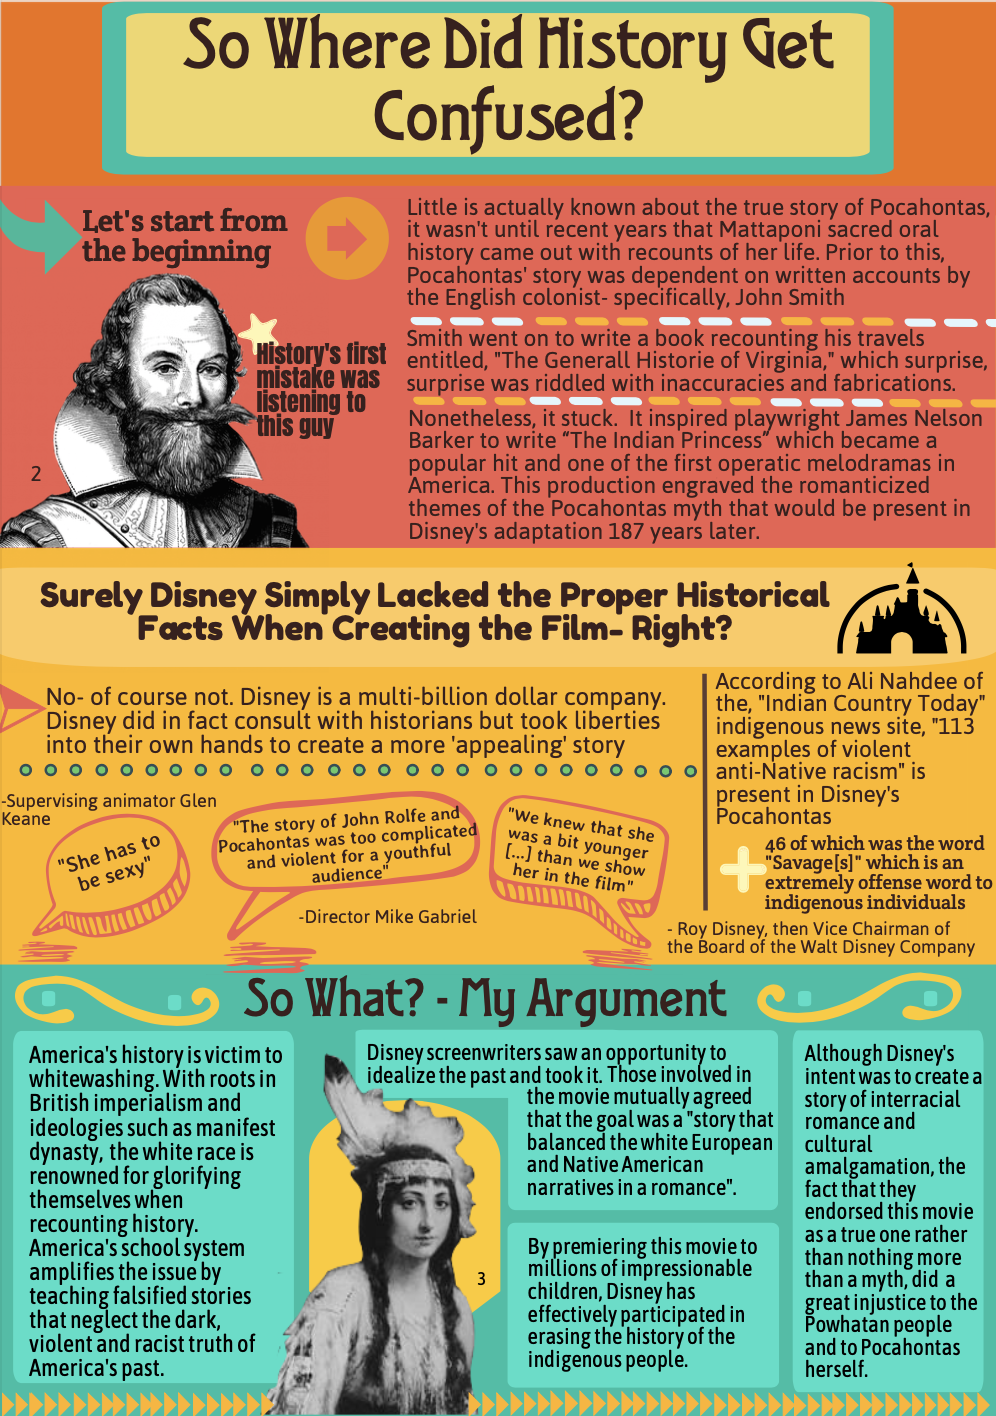 So Where Did History Get
Confused?
Let's start from
the beginning
History's first
mistake was
listening to
this guy
2
Little is actually known about the true story of Pocahontas,
it wasn't until recent years that Mattaponi sacred oral
history came out with recounts of her life. Prior to this,
Pocahontas' story was dependent on written accounts by
the English colonist- specifically, John Smith
Smith went on to write a book recounting his travels
entitled, "The Generall Historie of Virginia," which surprise,
surprise was riddled with inaccuracies and fabrications.
Nonetheless, it stuck. It inspired playwright James Nelson
Barker to write “The Indian Princess” which became a
popular hit and one of the first operatic melodramas in
America. This production engraved the romanticized
themes of the Pocahontas myth that would be present in
Disney's adaptation 187 years later.
Surely Disney Simply Lacked the Proper Historical
Facts When Creating the Film- Right?
No- of course not. Disney is a multi-billion dollar company.
Disney did in fact consult with historians but took liberties
into their own hands to create a more 'appealing' story
-Supervising animator Glen
Keane
"She has to
be sexy"
"The story of John Rolfe and
Pocahontas was too complicated
and violent for a youthful
audience"
-Director Mike Gabriel
"We knew that she
was a bit younger
[...] than we show
her in the film"
- Roy Disney, then Vice Chairman of
the Board of the Walt Disney Company
According to Ali Nahdee of
the, "Indian Country Today"
indigenous news site, "113
examples of violent
anti-Native racism" is
present in Disney's
Pocahontas
46 of which was the word
"Savage[s]" which is an
extremely offense word to
indigenous individuals
So What? - My Argument
America's history is victim to
whitewashing. With roots in
British imperialism and
ideologies such as manifest
dynasty, the white race is
renowned for glorifying
themselves when
recounting history.
America's school system
amplifies the issue by
teaching falsified stories
that neglect the dark,
violent and racist truth of
America's past.
Disney screenwriters saw an opportunity to
idealize the past and took it. Those involved in
the movie mutually agreed
that the goal was a "story that
balanced the white European
and Native American
narratives in a romance".
3
By premiering this movie to
millions of impressionable
children, Disney has
effectively participated in
erasing the history of the
indigenous people.
Although Disney's
intent was to create a
story of interracial
romance and
cultural
amalgamation, the
fact that they
endorsed this movie
as a true one rather
than nothing more
than a myth, did a
great injustice to the
Powhatan people
and to Pocahontas
herself.